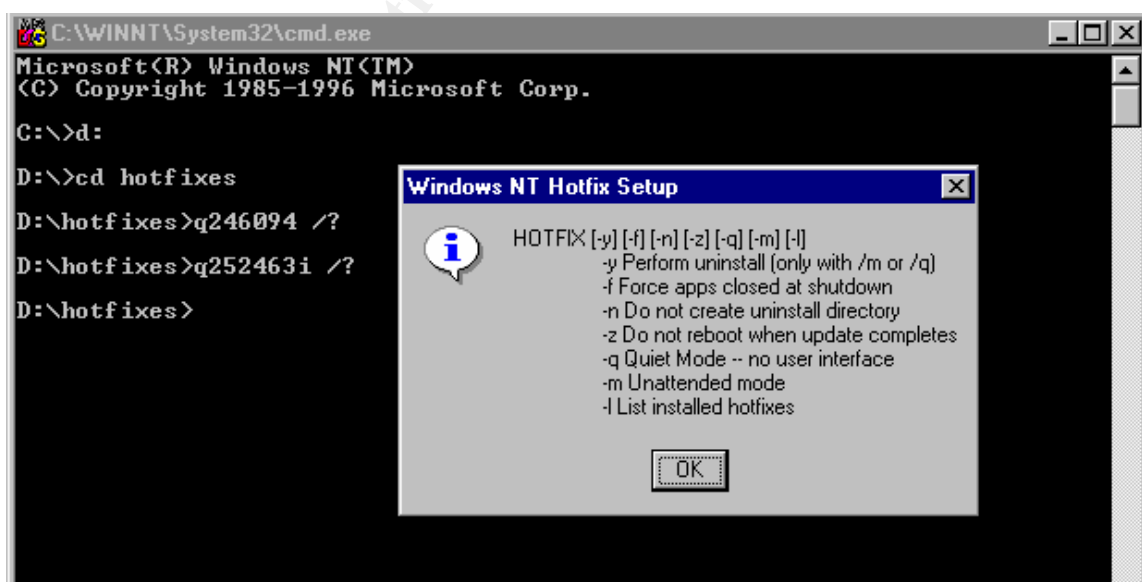 C:\WINNT\System32\cmd.exe
Microsoft(R) Windows NT(TM)
(C) Copyright 1985-1996 Microsoft Corp.
C:\>d:
D:\>cd hotfixes
D:\hotfixes>q246094 /?
D:\hotfixes>q252463i /?
D:\hotfixes>
Windows NT Hotfix Setup
HOTFIX [-y] [-f] [-n] [-z] [-q] [-m] [-l]
-y Perform uninstall (only with /m or /q)
-f Force apps closed at shutdown
-n Do not create uninstall directory
-z Do not reboot when update completes
-q Quiet Mode -- no user interface
-m Unattended mode
-l List installed hotfixes
OK